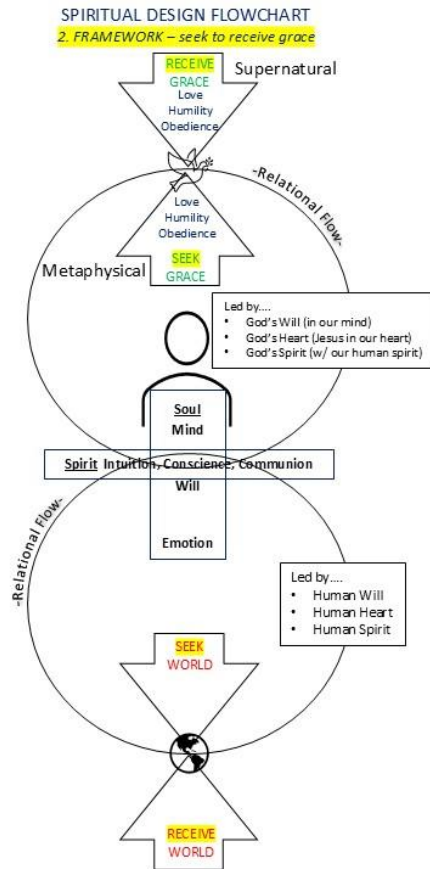 SPIRITUAL DESIGN FLOWCHART
2. FRAMEWORK – seek to receive grace
RECEIVE
GRACE
Love
Humility
Obedience
Supernatural
-Relational Flow-
Love
Humility
Obedience
SEEK
GRACE
Metaphysical
Led by....
• God's Will (in our mind)
• God's Heart (Jesus in our heart)
• God's Spirit (w/ our human spirit)
Soul
Mind
Spirit Intuition, Conscience, Communion
Will
Emotion
-Relational Flow-
Led by....
• Human Will
• Human Heart
• Human Spirit
SEEK
WORLD
RECEIVE
WORLD